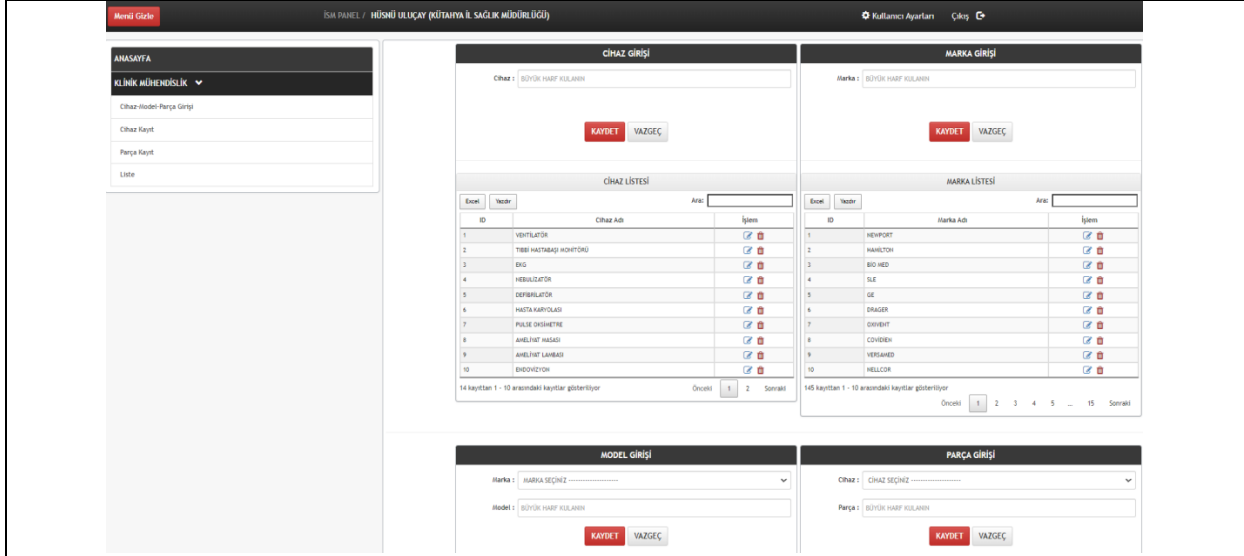 Menü Gizle
İSM PANEL / HÜSNÜ ULUÇAY (KÜTAHYA İL SAĞLIK MÜDÜRLÜĞÜ)
Kullanıcı Ayarları
Çıkış
ANASAYFA
KLİNİK MÜHENDİSLİK
Cihaz-Model-Parça Girişi
Cihaz Kayıt
Parça Kayıt
Liste
CİHAZ GİRİŞİ
Cihaz : BÜYÜK HARF KULANIN
KAYDET VAZGEÇ
CİHAZ LİSTESİ
Excel Yazdır Ara:
ID Cihaz Adı İşlem
1 VENTİLATÖR
2 TIBBİ HASTABAŞI MONİTÖRÜ
3 EKG
4 NEBULİZATÖR
5 DEFİBRİLATÖR
6 HASTA KARYOLASI
7 PULSE OKSİMETRE
8 AMELİYAT MASASI
9 AMELİYAT LAMBASI
10 ENDOVİZYON
14 kayıttan 1 - 10 arasındaki kayıtlar gösteriliyor
Önceki 1 2 Sonraki
MARKA GİRİŞİ
Marka : BÜYÜK HARF KULANIN
KAYDET VAZGEÇ
MARKA LİSTESİ
Excel Yazdır Ara:
ID Marka Adı İşlem
1 NEWPORT
2 HAMİLTON
3 BİO MED
4 SLE
5 GE
6 DRAGER
7 OXIVENT
8 COVİDİEN
9 VERSAMED
10 NELLCOR
145 kayıttan 1 - 10 arasındaki kayıtlar gösteriliyor
Önceki 1 2 3 4 5 … 15 Sonraki
MODEL GİRİŞİ
Marka : MARKA SEÇİNİZ --------------------
Model : BÜYÜK HARF KULANIN
KAYDET VAZGEÇ
PARÇA GİRİŞİ
Cihaz : CİHAZ SEÇİNİZ --------------------
Parça : BÜYÜK HARF KULANIN
KAYDET VAZGEÇ